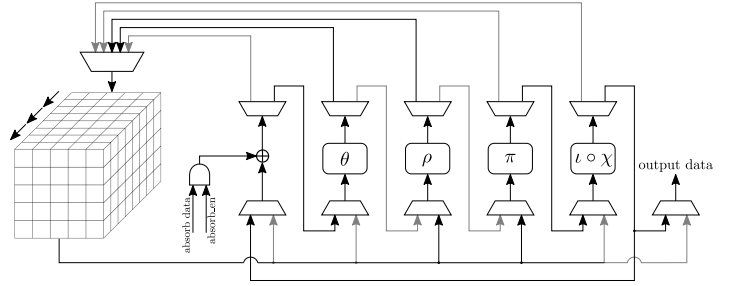 θ
ρ
π
ι ∘ χ
output data
absorb data
absorb_en